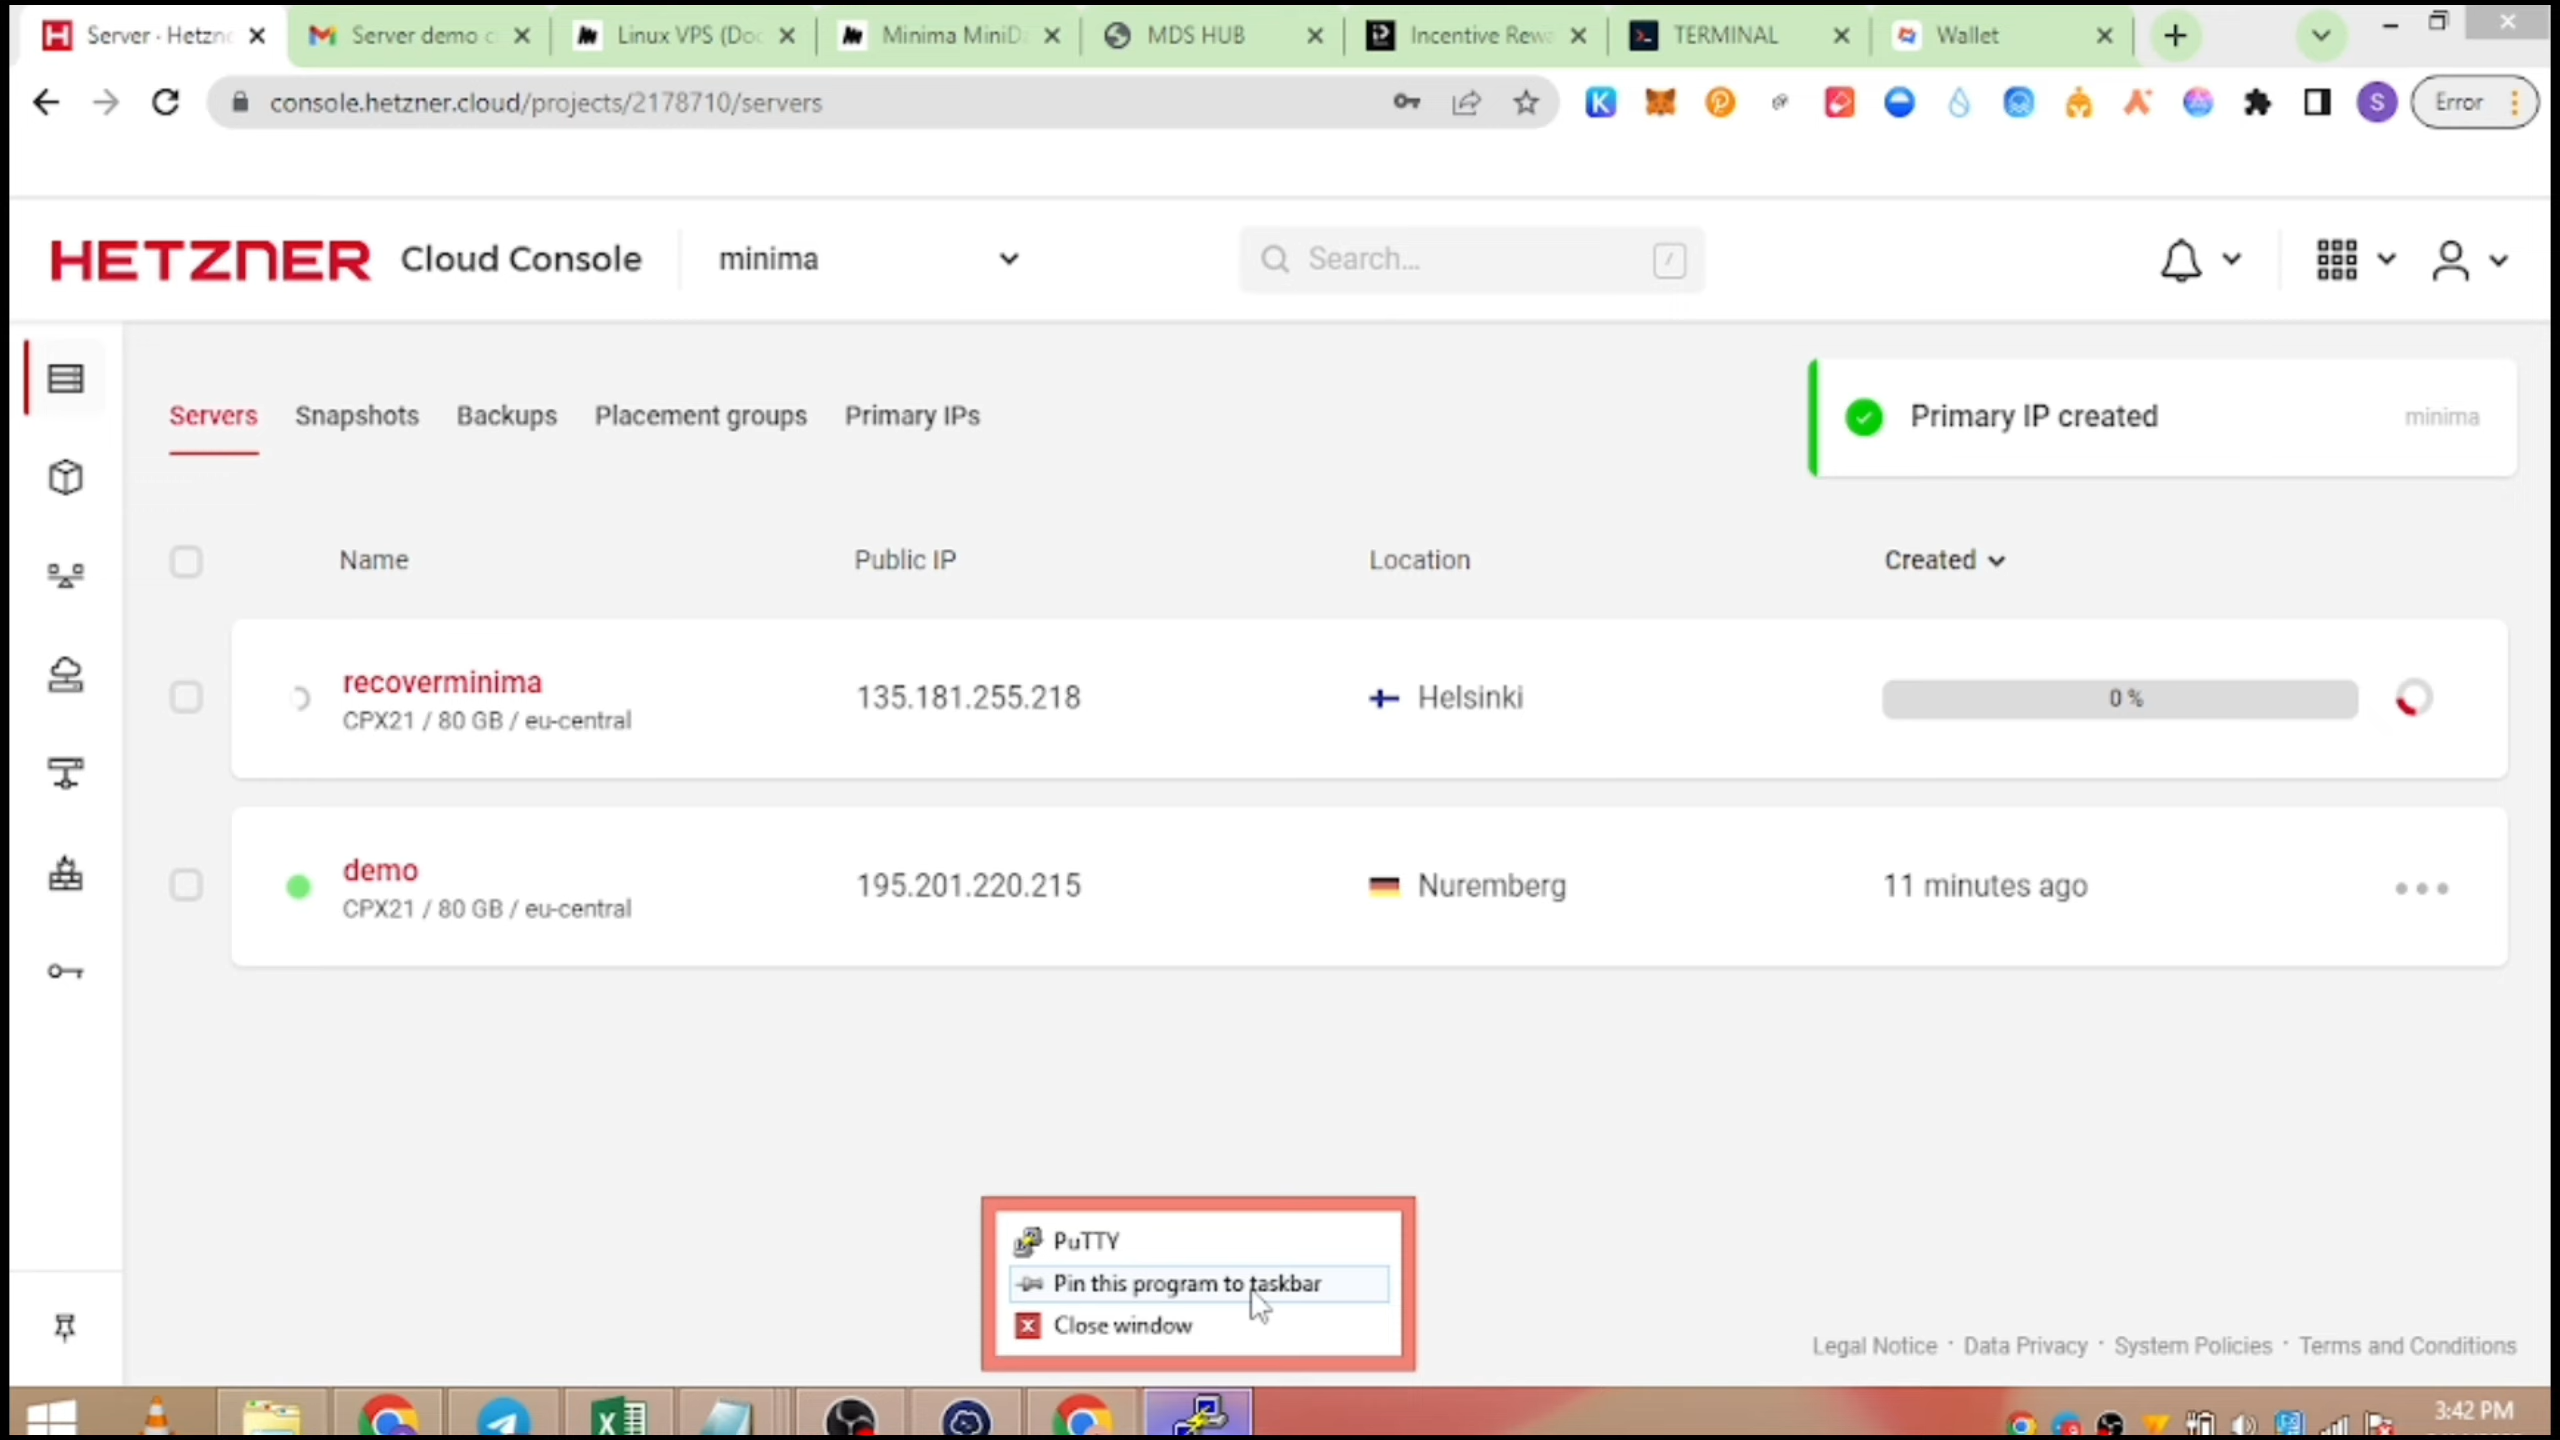 Server - Hetzne
Server demo c
Linux VPS (Doc
Minima MiniDa
MDS HUB
Incentive Rewa
TERMINAL
Wallet
console.hetzner.cloud/projects/2178710/servers
S
Error
HETZNER Cloud Console
minima
Search...
/
Servers Snapshots Backups Placement groups Primary IPs
Primary IP created minima
Name Public IP Location Created
recoverminima
CPX21 / 80 GB / eu-central
135.181.255.218
Helsinki
0 %
demo
CPX21 / 80 GB / eu-central
195.201.220.215
Nuremberg
11 minutes ago
PuTTY
Pin this program to taskbar
Close window
Legal Notice · Data Privacy · System Policies · Terms and Conditions
3:42 PM